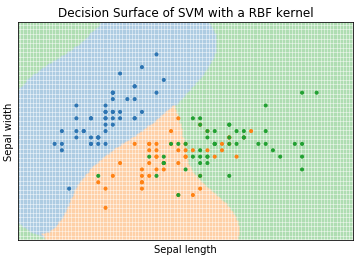 Decision Surface of SVM with a RBF kernel
Sepal width
Sepal length